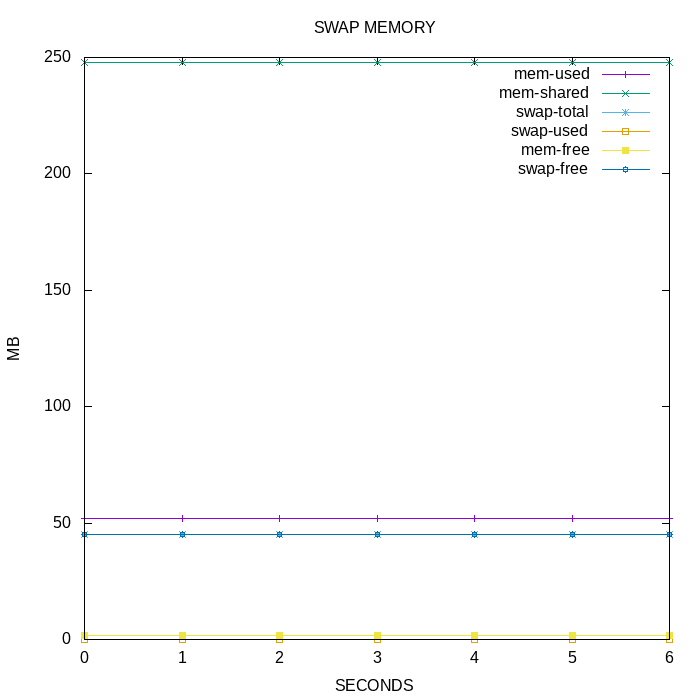 SWAP MEMORY
250
mem-used
mem-shared
swap-total
swap-used
mem-free
swap-free
200
150
MB
100
50
0
0 1 2 3 4 5 6
SECONDS